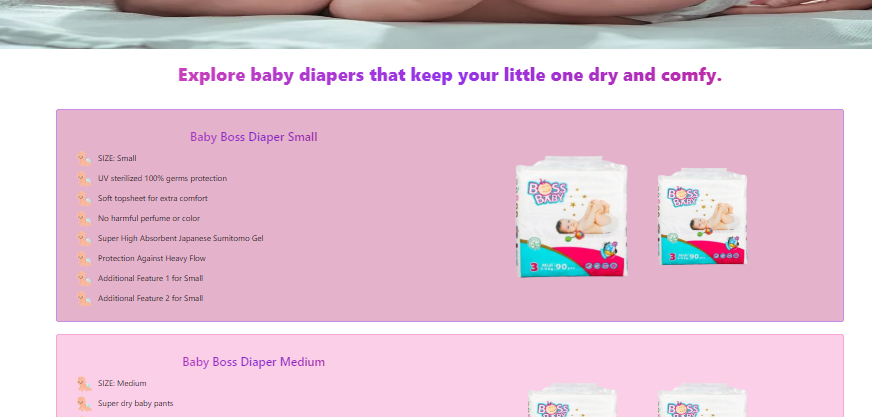 Explore baby diapers that keep your little one dry and comfy.
Baby Boss Diaper Small
SIZE: Small
UV sterilized 100% germs protection
Soft topsheet for extra comfort
No harmful perfume or color
Super High Absorbent Japanese Sumitomo Gel
Protection Against Heavy Flow
Additional Feature 1 for Small
Additional Feature 2 for Small
BOSS
BABY
3
90
BOSS
BABY
3
90
Baby Boss Diaper Medium
SIZE: Medium
Super dry baby pants
BOSS
BOSS